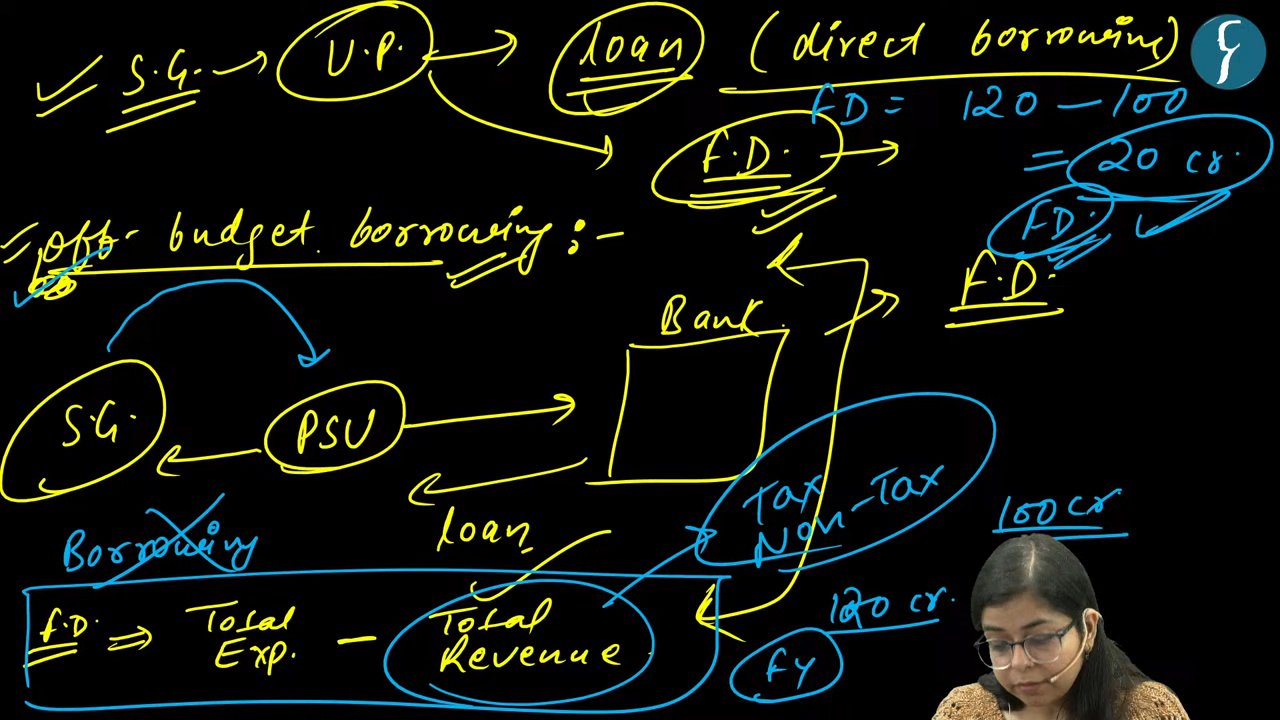 S.G. → U.P. → loan (direct borrowing)
FD = 120 - 100
F.D. → = 20 cr.
FD.
off- budget borrowing :-
F.D.
Bank
S.G. PSU
Tax
Non-Tax
100 cr
loan
Borrowing
120 cr.
F.D. ⇒ Total Exp. - Total Revenue
FY